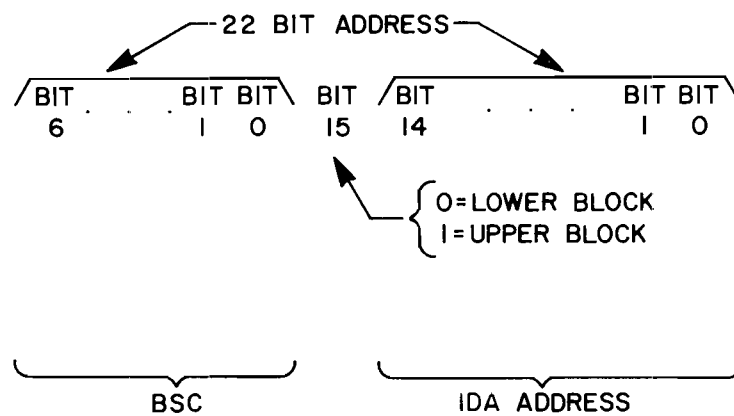 22 BIT ADDRESS
BIT BIT BIT BIT BIT . . . BIT BIT
6 . . . 1 0 15 14 1 0
0=LOWER BLOCK
1=UPPER BLOCK
BSC IDA ADDRESS